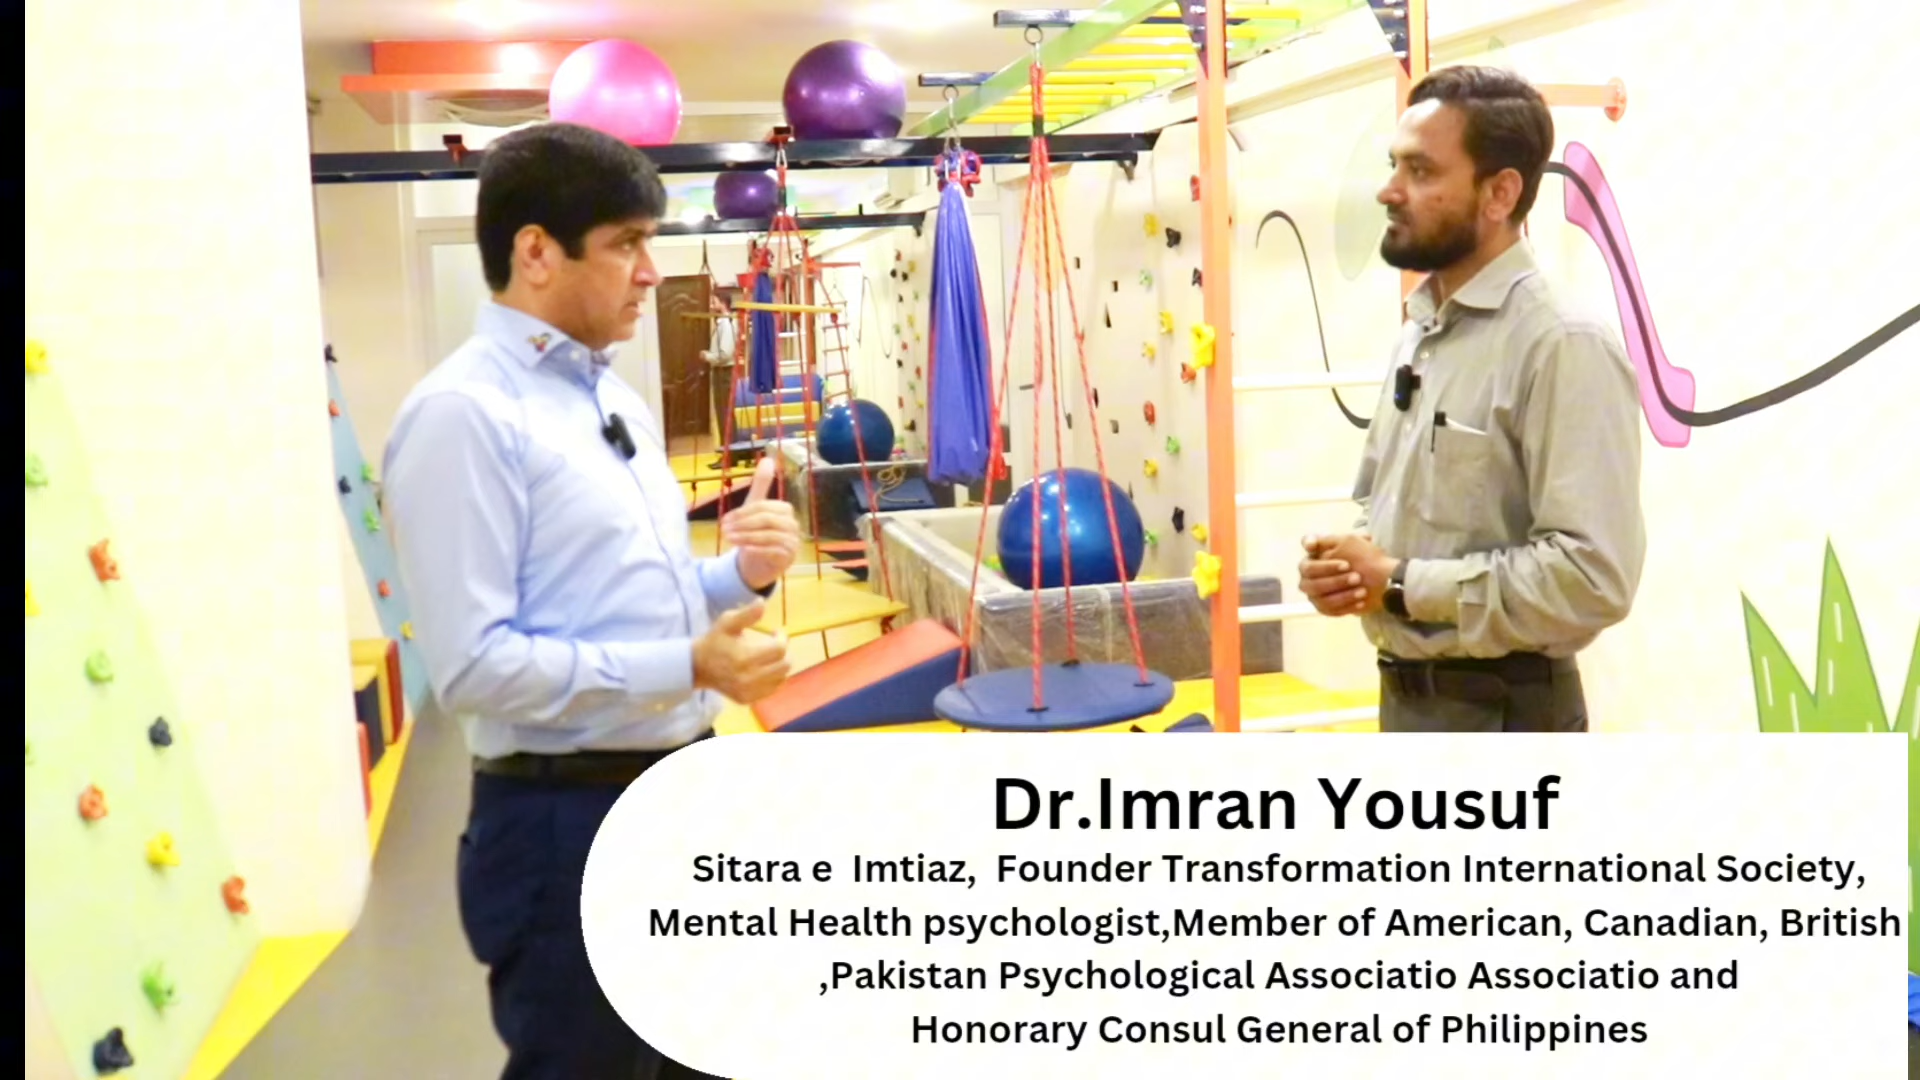 Dr.Imran Yousuf
Sitara e Imtiaz, Founder Transformation International Society,
Mental Health psychologist,Member of American, Canadian, British
,Pakistan Psychological Associatio Associatio and
Honorary Consul General of Philippines